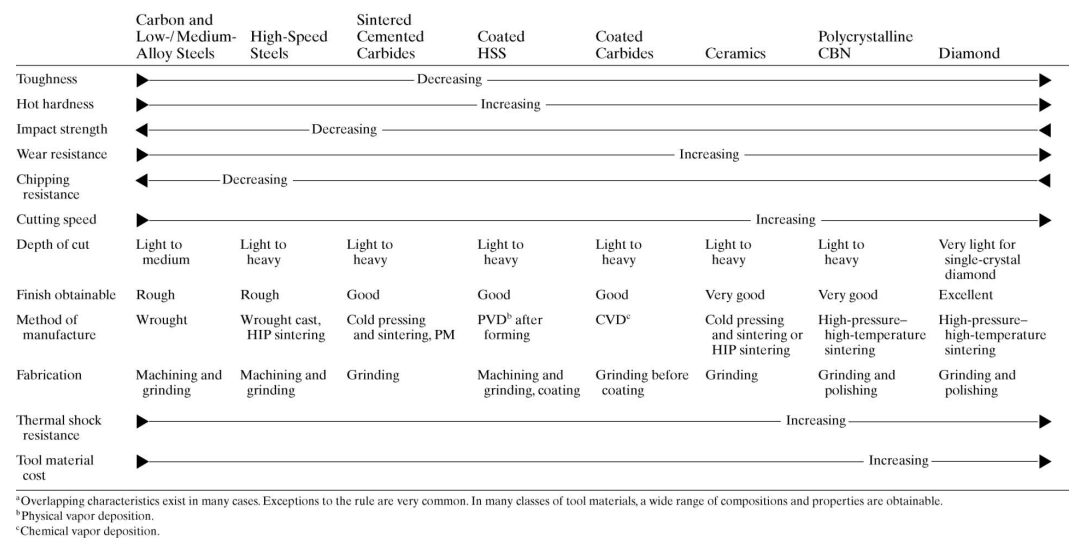 Carbon and Low-/Medium-Alloy Steels
High-Speed Steels
Sintered Cemented Carbides
Coated HSS
Coated Carbides
Ceramics
Polycrystalline CBN
Diamond
Toughness Decreasing
Hot hardness Increasing
Impact strength Decreasing
Wear resistance Increasing
Chipping resistance Decreasing
Cutting speed Increasing
Depth of cut
Light to medium
Light to heavy
Light to heavy
Light to heavy
Light to heavy
Light to heavy
Light to heavy
Very light for single-crystal diamond
Finish obtainable Rough Rough Good Good Good Very good Very good Excellent
Method of manufacture
Wrought
Wrought cast, HIP sintering
Cold pressing and sintering, PM
PVDᵇ after forming
CVDᶜ
Cold pressing and sintering or HIP sintering
High-pressure–high-temperature sintering
High-pressure–high-temperature sintering
Fabrication
Machining and grinding
Machining and grinding
Grinding
Machining and grinding, coating
Grinding before coating
Grinding
Grinding and polishing
Grinding and polishing
Thermal shock resistance Increasing
Tool material cost Increasing
ᵃOverlapping characteristics exist in many cases. Exceptions to the rule are very common. In many classes of tool materials, a wide range of compositions and properties are obtainable.
ᵇPhysical vapor deposition.
ᶜChemical vapor deposition.